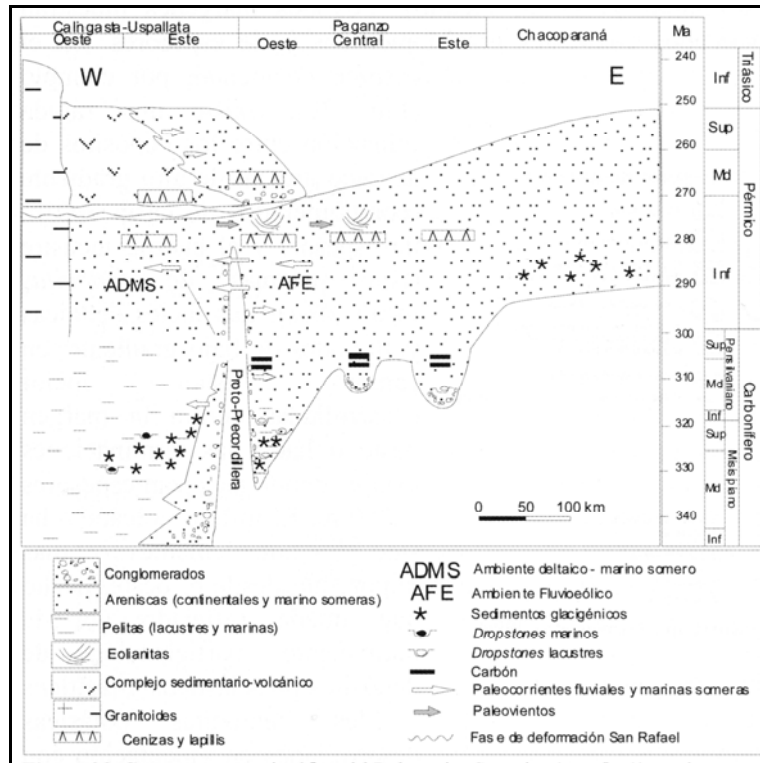 Calingasta-Uspallata Paganzo
Oeste Este Oeste Central Este Chacoparaná Ma
W E
240
250
260
270
280
290
300
310
320
330
340
Inf Triásico
Sup
Md
Inf
Pérmico
Sup
Md
Inf
Pensilvaniano
Sup
Md
Inf
Misisipiano
Carbonífero
ADMS AFE
Proto-Precordillera
0 50 100 km
Conglomerados
Areniscas (continentales y marino someras)
Pelitas (lacustres y marinas)
Eolianitas
Complejo sedimentario-volcánico
Granitoides
Cenizas y lapillis
ADMS Ambiente deltaico - marino somero
AFE Ambiente Fluvioeólico
Sedimentos glacigénicos
Dropstones marinos
Dropstones lacustres
Carbón
Paleocorrientes fluviales y marinas someras
Paleovientos
Fase de deformación San Rafael